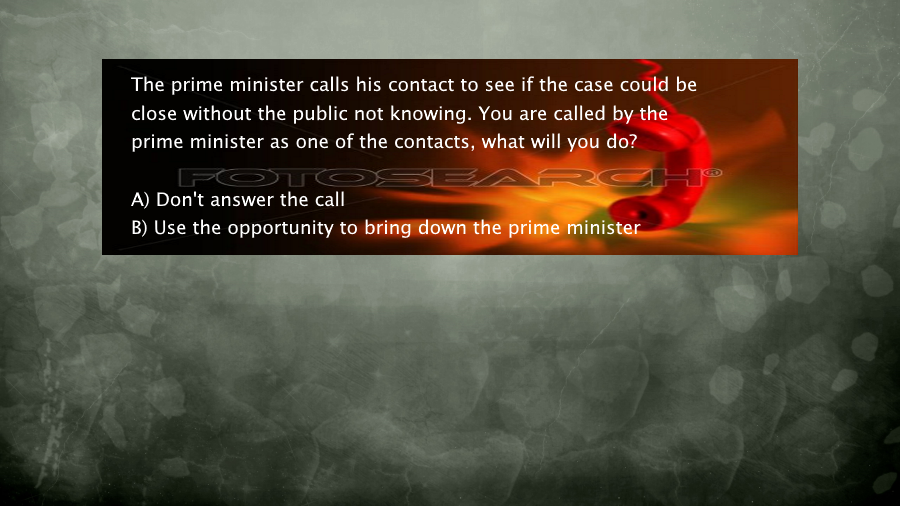 The prime minister calls his contact to see if the case could be
close without the public not knowing. You are called by the
prime minister as one of the contacts, what will you do?
FOTOSEARCH®
A) Don't answer the call
B) Use the opportunity to bring down the prime minister